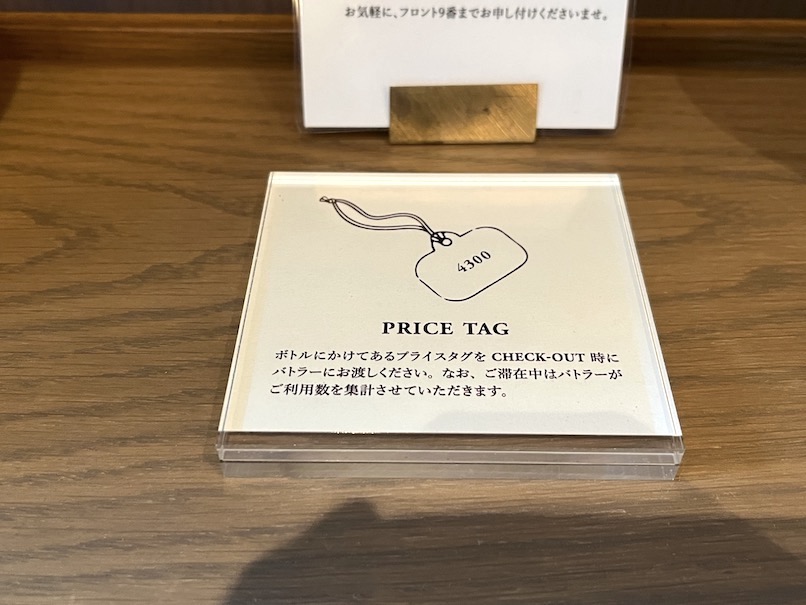 お気軽に、フロント9番までお申し付けくださいませ。
4300
PRICE TAG
ボトルにかけてあるプライスタグを CHECK-OUT 時に
バトラーにお渡しください。なお、ご滞在中はバトラーが
ご利用数を集計させていただきます。